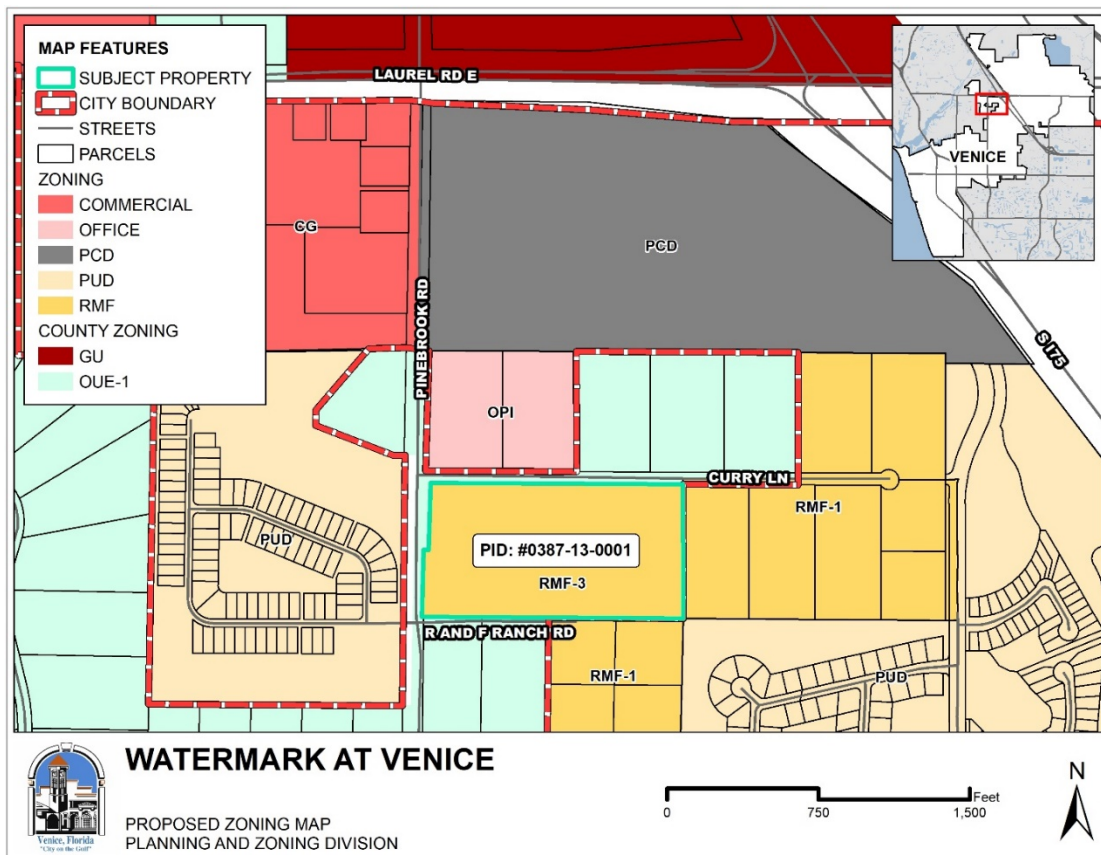 MAP FEATURES
SUBJECT PROPERTY
CITY BOUNDARY
STREETS
PARCELS
ZONING
COMMERCIAL
OFFICE
PCD
PUD
RMF
COUNTY ZONING
GU
OUE-1
LAUREL RD E
VENICE
CG
PCD
PINEBROOK RD
S I75
OPI
CURRY LN
RMF-1
PUD
PID: #0387-13-0001
RMF-3
R AND F RANCH RD
RMF-1
PUD
WATERMARK AT VENICE
PROPOSED ZONING MAP
PLANNING AND ZONING DIVISION
Venice, Florida
"City on the Gulf"
0 750 1,500
Feet
N